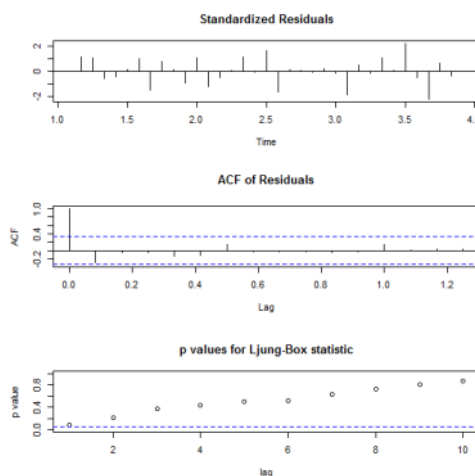 Standardized Residuals
2
0
-2
1.0 1.5 2.0 2.5 3.0 3.5 4.
Time
ACF of Residuals
1.0
0.4
-0.2
ACF
0.0 0.2 0.4 0.6 0.8 1.0 1.2
Lag
p values for Ljung-Box statistic
0.8
0.4
0.0
p value
2 4 6 8 10
lag